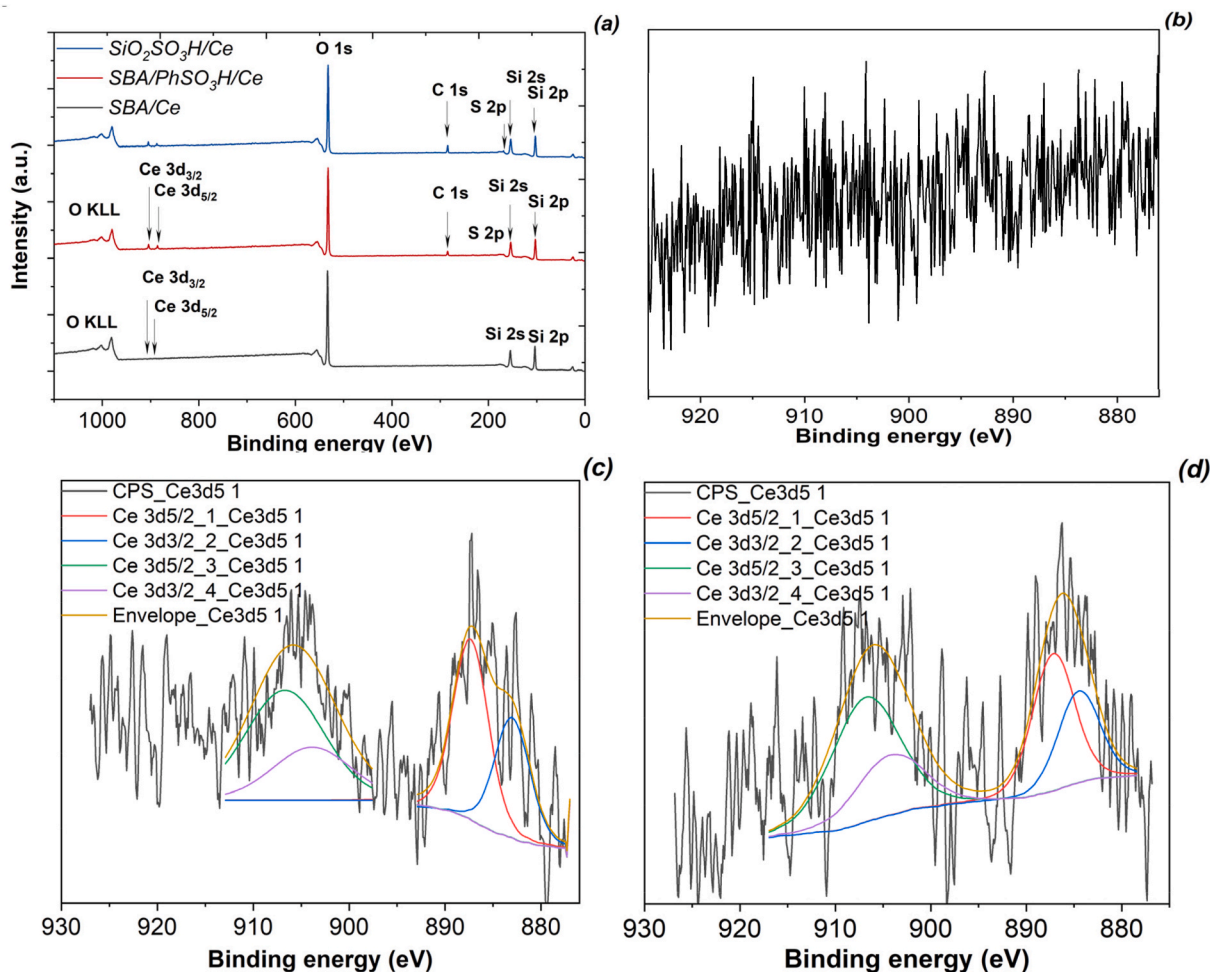 (a)
SiO2SO3H/Ce
SBA/PhSO3H/Ce
SBA/Ce
O 1s
C 1s
S 2p
Si 2s
Si 2p
Ce 3d3/2
Ce 3d5/2
O KLL
C 1s
Si 2s
S 2p
Si 2p
Ce 3d3/2
Ce 3d5/2
O KLL
Si 2s
Si 2p
Intensity (a.u.)
1000 800 600 400 200 0
Binding energy (eV)
(b)
920 910 900 890 880
Binding energy (eV)
(c)
CPS_Ce3d5 1
Ce 3d5/2_1_Ce3d5 1
Ce 3d3/2_2_Ce3d5 1
Ce 3d5/2_3_Ce3d5 1
Ce 3d3/2_4_Ce3d5 1
Envelope_Ce3d5 1
930 920 910 900 890 880
Binding energy (eV)
(d)
CPS_Ce3d5 1
Ce 3d5/2_1_Ce3d5 1
Ce 3d3/2_2_Ce3d5 1
Ce 3d5/2_3_Ce3d5 1
Ce 3d3/2_4_Ce3d5 1
Envelope_Ce3d5 1
930 920 910 900 890 880
Binding energy (eV)